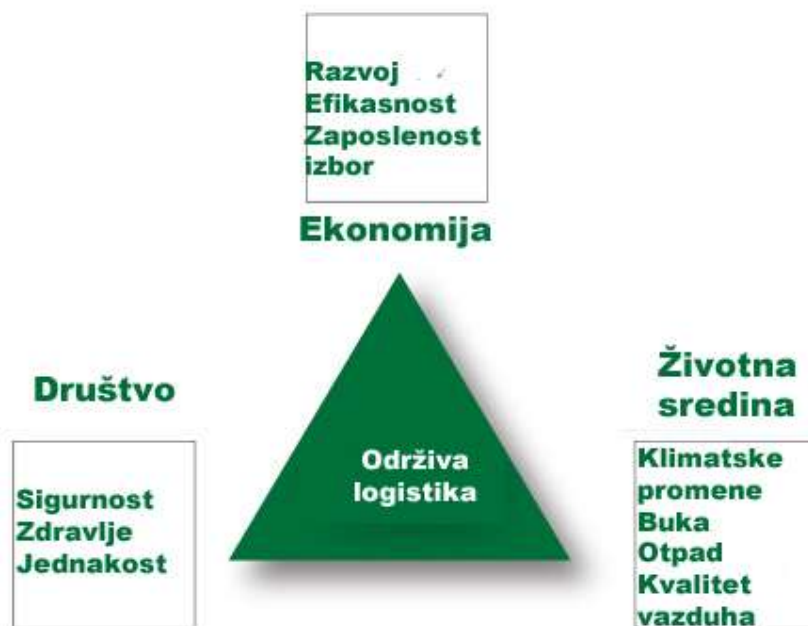 Razvoj
Efikasnost
Zaposlenost
izbor
Ekonomija
Društvo
Sigurnost
Zdravlje
Jednakost
Održiva
logistika
Životna
sredina
Klimatske
promene
Buka
Otpad
Kvalitet
vazduha